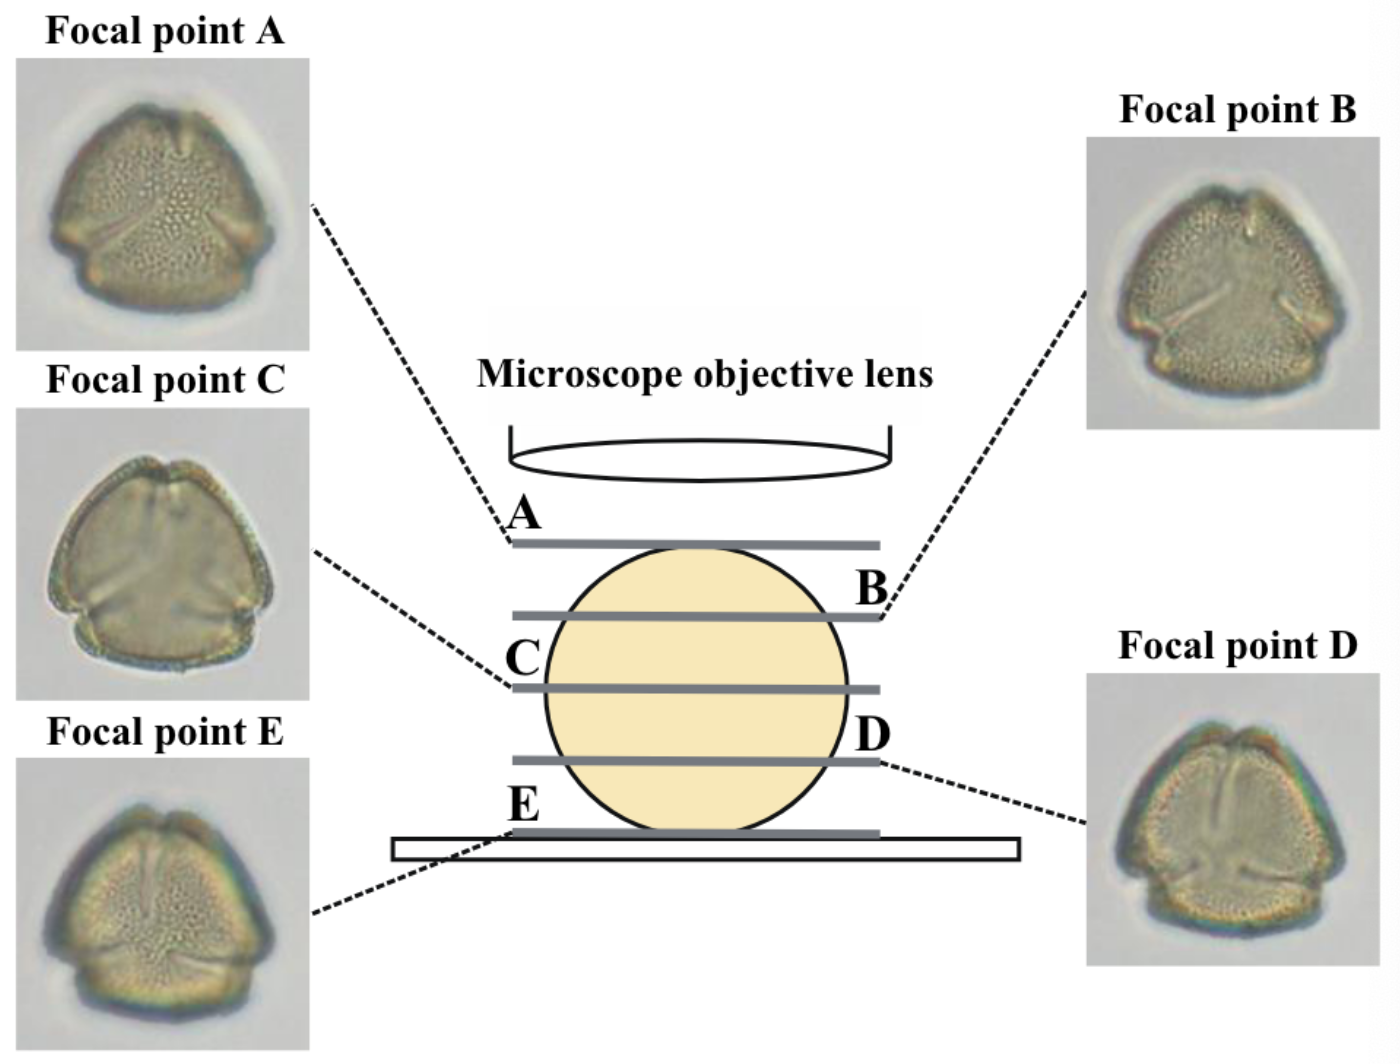 Focal point A
Focal point B
Focal point C
Microscope objective lens
A
B
C
Focal point D
D
Focal point E
E